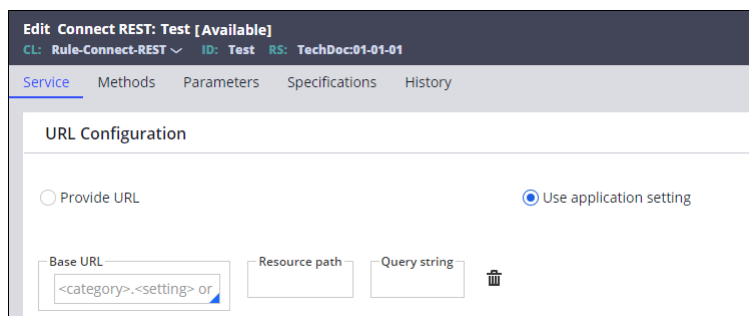 Edit Connect REST: Test [Available]
CL: Rule-Connect-REST ID: Test RS: TechDoc:01-01-01
Service Methods Parameters Specifications History
URL Configuration
Provide URL Use application setting
Base URL Resource path Query string
<category>.<setting> or